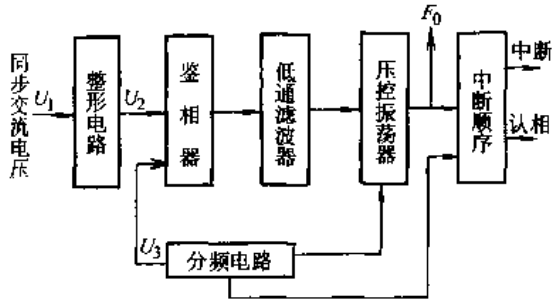 同步交流电压
U₁
整形电路
U₂
鉴相器
低通滤波器
压控振荡器
F₀
中断顺序
中断
认相
U₃
分频电路